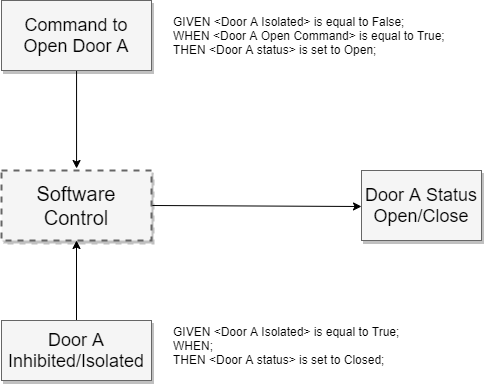 Command to
Open Door A
GIVEN <Door A Isolated> is equal to False;
WHEN <Door A Open Command> is equal to True;
THEN <Door A status> is set to Open;
Software
Control
Door A Status
Open/Close
Door A
Inhibited/Isolated
GIVEN <Door A Isolated> is equal to True;
WHEN;
THEN <Door A status> is set to Closed;